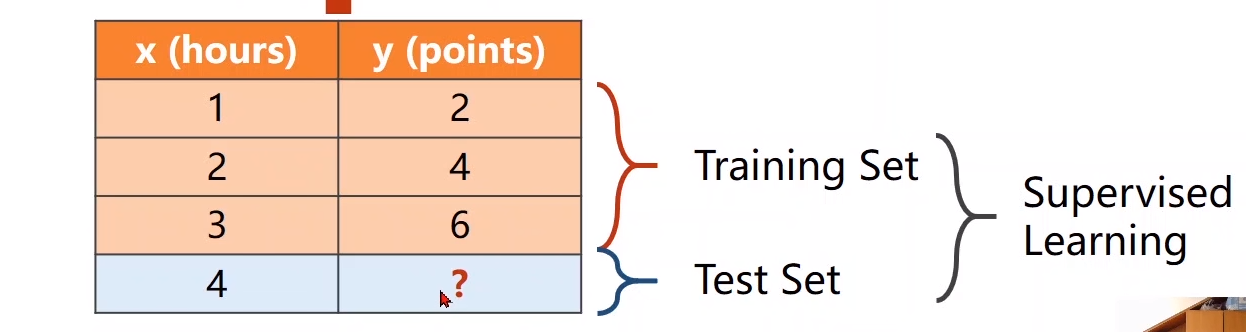 x (hours) y (points)
1 2
2 4
3 6
4 ?
Training Set
Test Set
Supervised
Learning